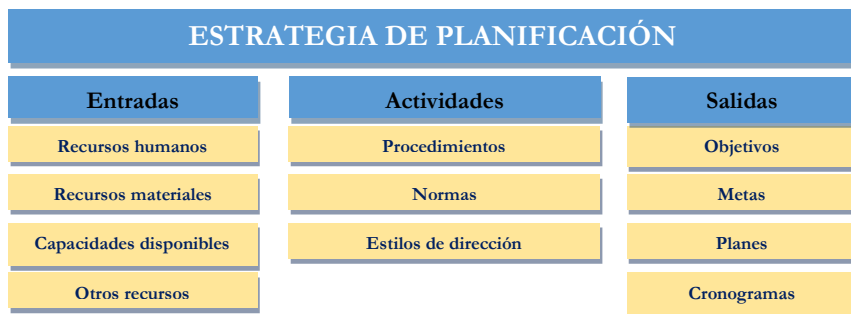 ESTRATEGIA DE PLANIFICACIÓN
Entradas
Recursos humanos
Recursos materiales
Capacidades disponibles
Otros recursos
Actividades
Procedimientos
Normas
Estilos de dirección
Salidas
Objetivos
Metas
Planes
Cronogramas